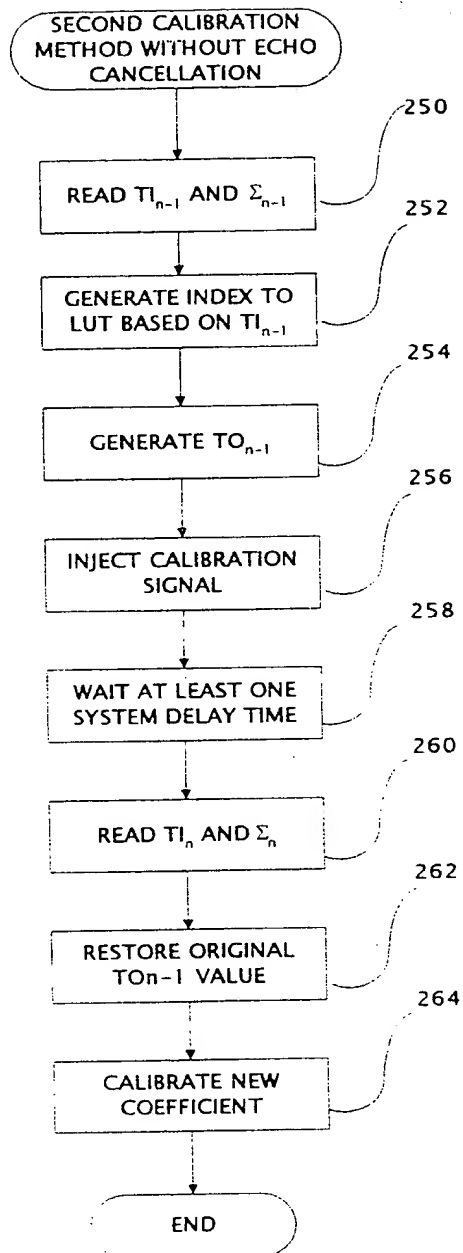 SECOND CALIBRATION
METHOD WITHOUT ECHO
CANCELLATION
250
READ TIₙ₋₁ AND Σₙ₋₁
252
GENERATE INDEX TO
LUT BASED ON TIₙ₋₁
254
GENERATE TOₙ₋₁
256
INJECT CALIBRATION
SIGNAL
258
WAIT AT LEAST ONE
SYSTEM DELAY TIME
260
READ TIₙ AND Σₙ
262
RESTORE ORIGINAL
TOn-1 VALUE
264
CALIBRATE NEW
COEFFICIENT
END